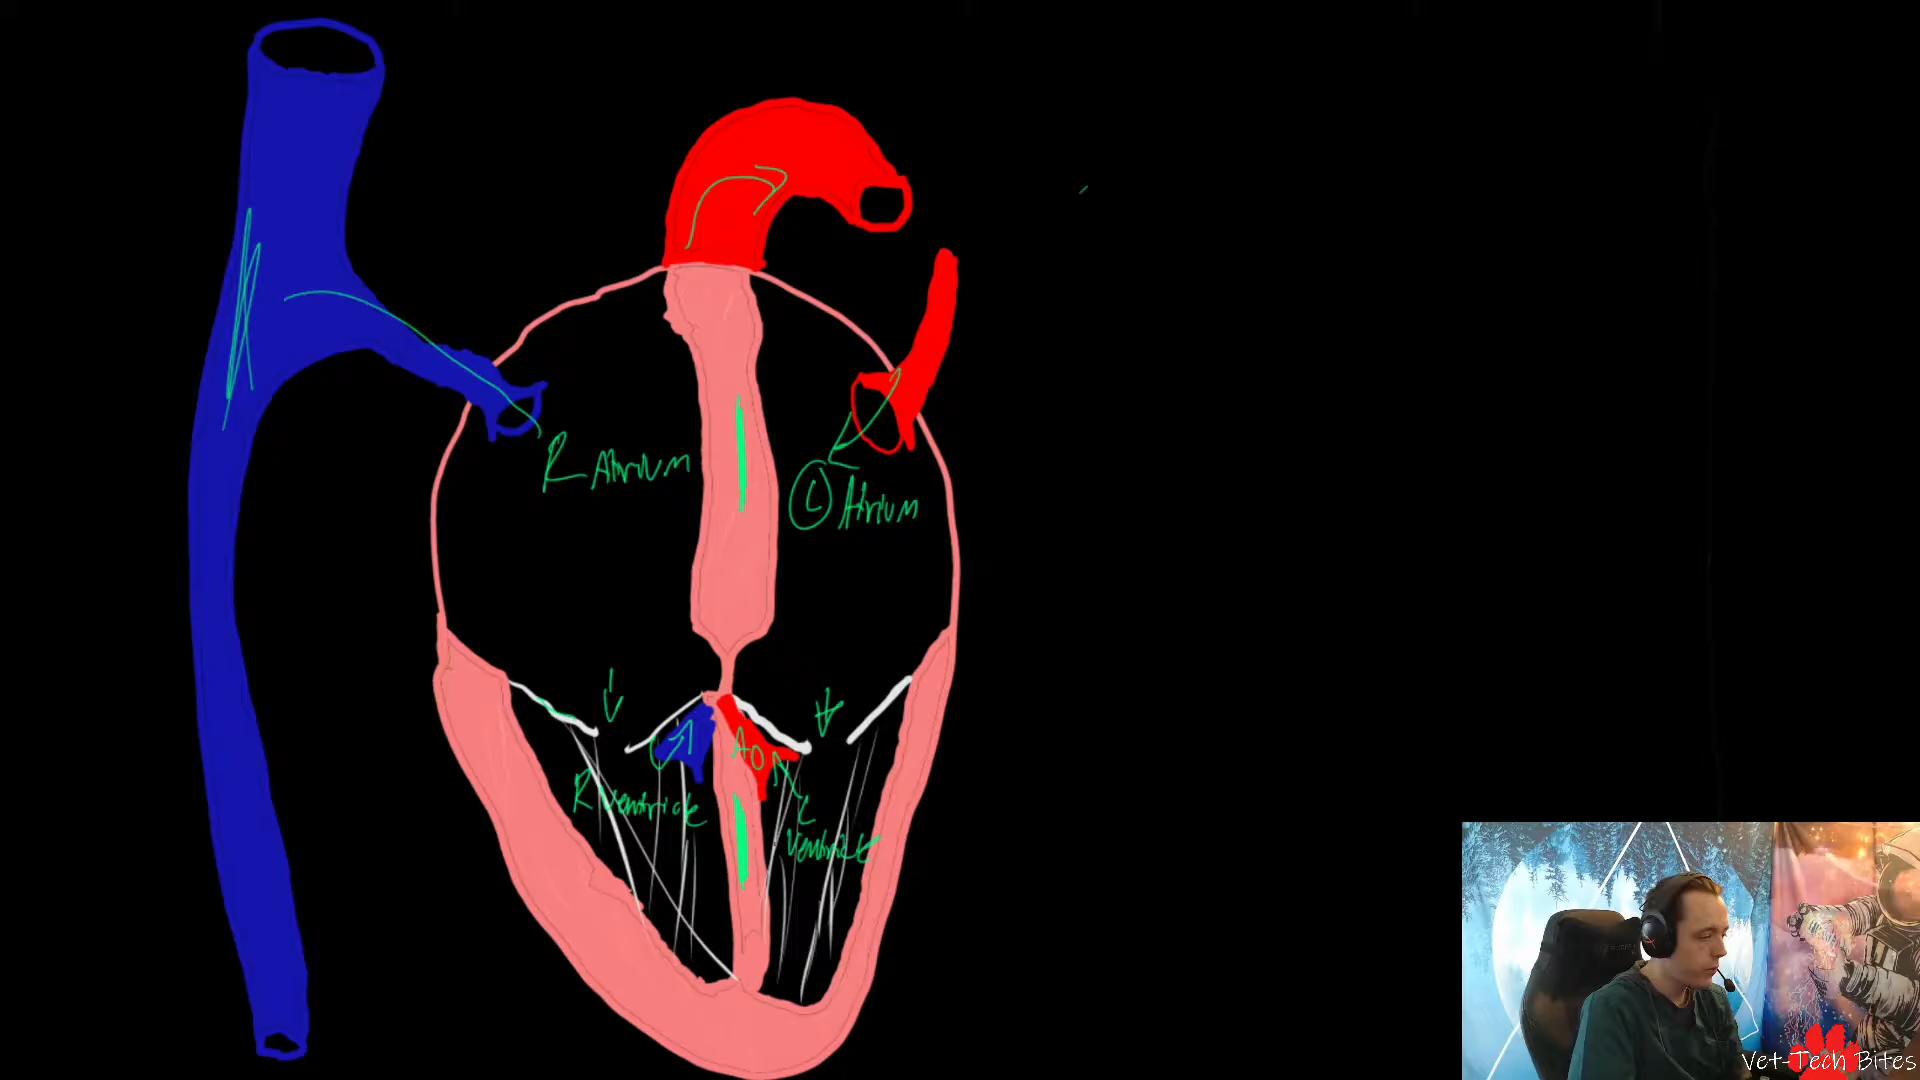 R Atrium
L Atrium
AO
R Ventricle
L
Ventricle
Vet-Tech Bites